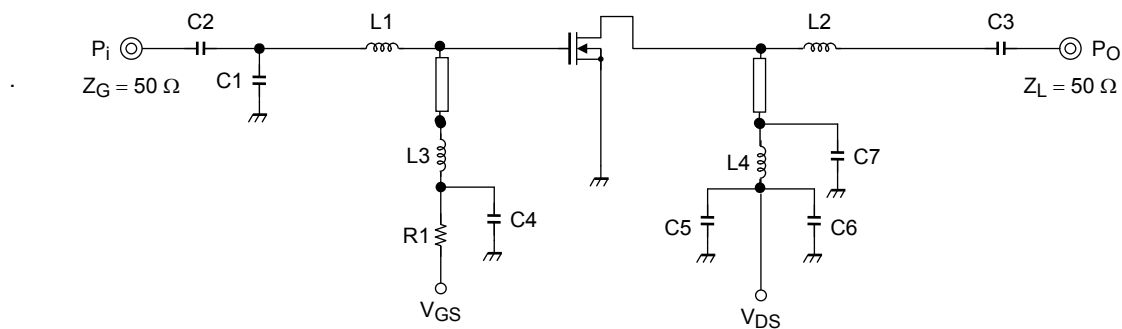 C2
L1
L2
C3
Pi
PO
C1
ZG = 50 Ω
ZL = 50 Ω
L3
L4
C7
C4
C5
C6
R1
VGS
VDS
.